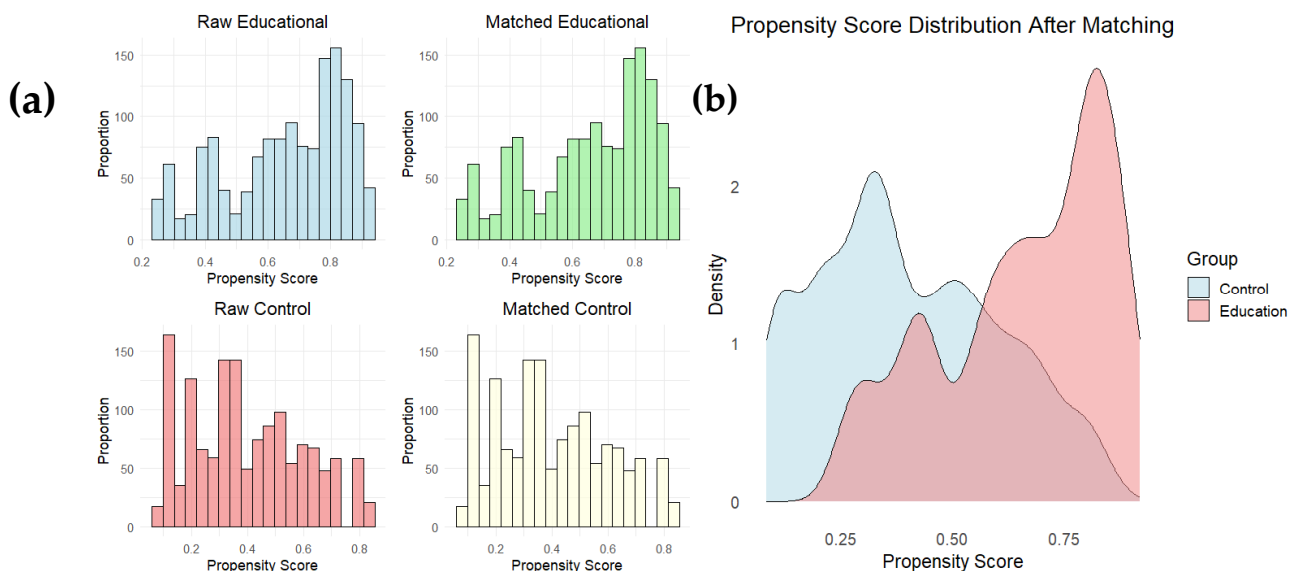 (a)
Raw Educational
Proportion
150
100
50
0
0.2 0.4 0.6 0.8
Propensity Score
Matched Educational
Proportion
150
100
50
0
0.2 0.4 0.6 0.8
Propensity Score
Raw Control
Proportion
150
100
50
0
0.2 0.4 0.6 0.8
Propensity Score
Matched Control
Proportion
150
100
50
0
0.2 0.4 0.6 0.8
Propensity Score
(b)
Propensity Score Distribution After Matching
Density
2
1
0
0.25 0.50 0.75
Propensity Score
Group
Control
Education